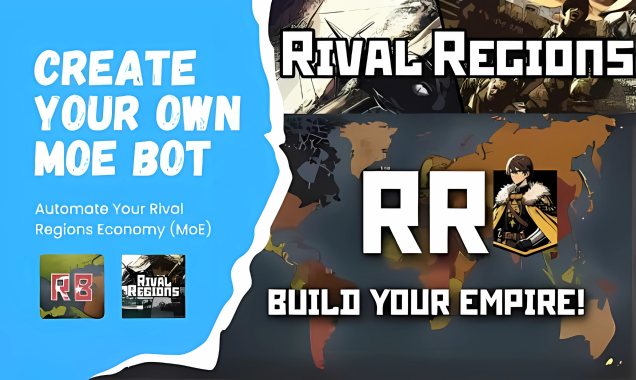 CREATE
YOUR OWN
MOE BOT
Automate Your Rival
Regions Economy (MoE)
RIVAL
REGIONS
RIVAL REGIONS
RR
BUILD YOUR EMPIRE!